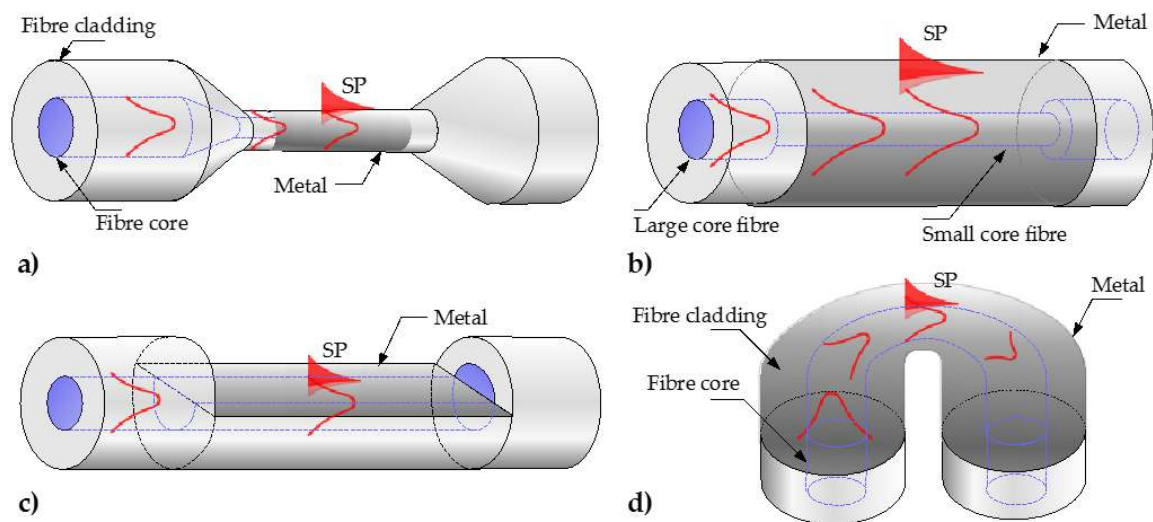 Fibre cladding
SP
Metal
Fibre core
a)
SP
Metal
Large core fibre
Small core fibre
b)
Metal
SP
c)
SP
Metal
Fibre cladding
Fibre core
d)